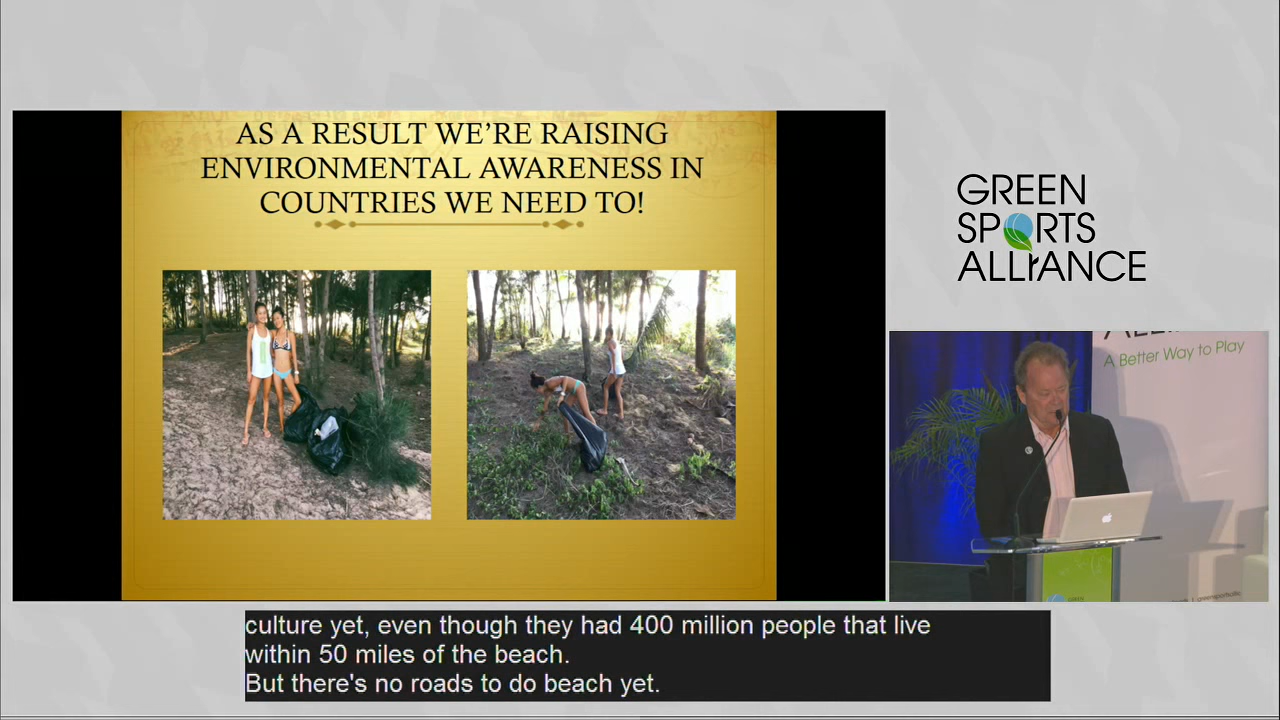 AS A RESULT WE'RE RAISING
ENVIRONMENTAL AWARENESS IN
COUNTRIES WE NEED TO!
GREEN
SPORTS
ALLIANCE
A Better Way to Play
culture yet, even though they had 400 million people that live
within 50 miles of the beach.
But there's no roads to do beach yet.